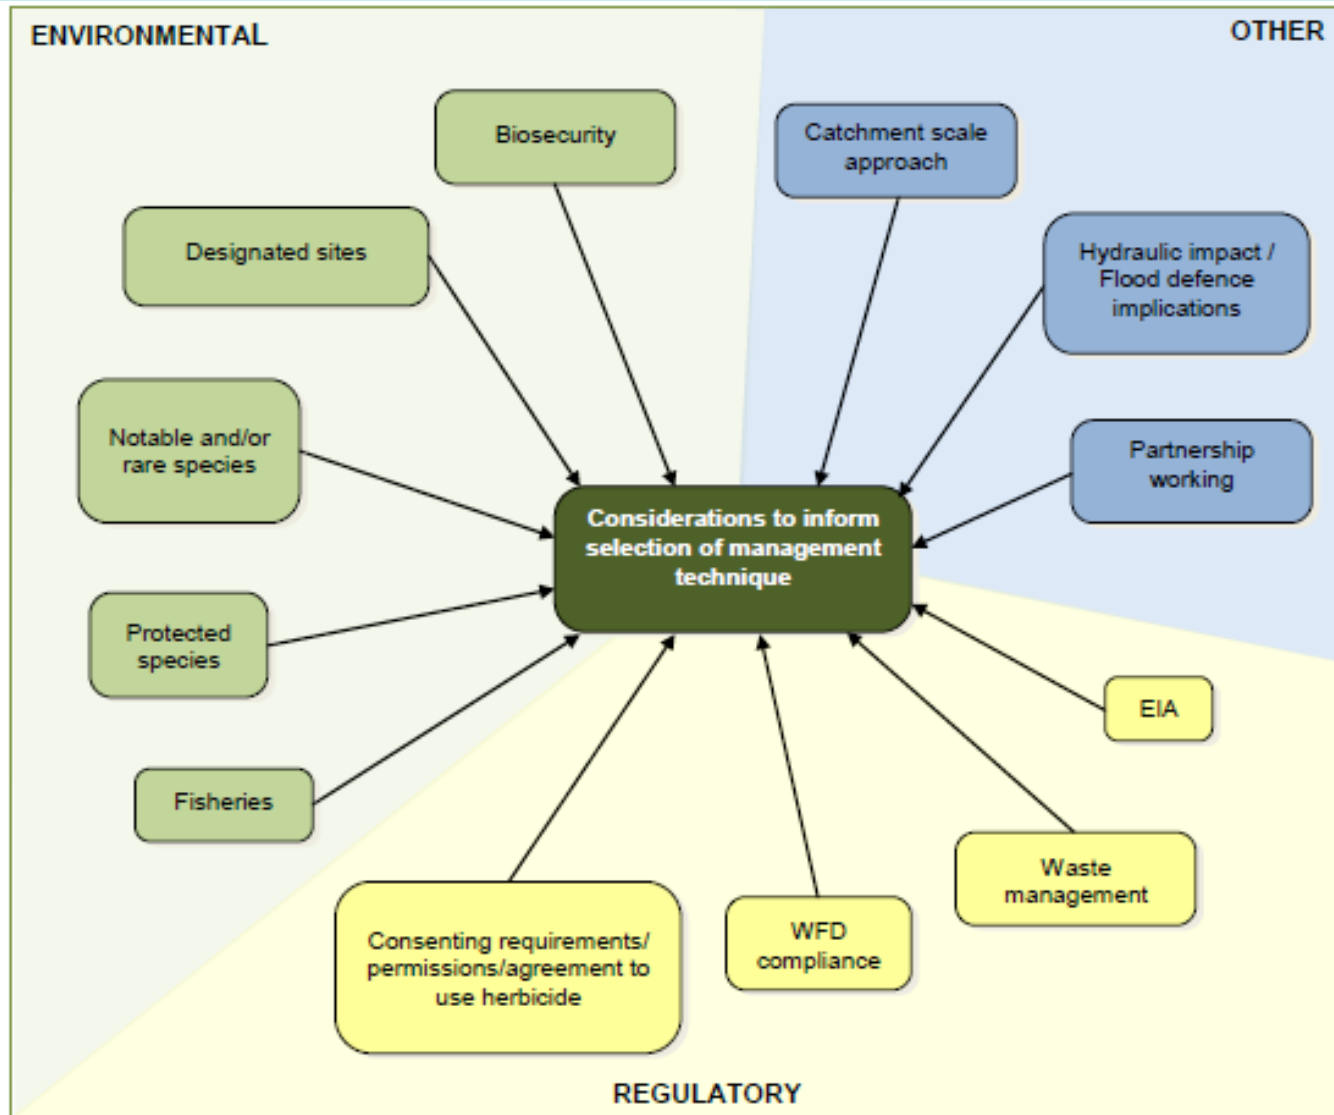 ENVIRONMENTAL
OTHER
Biosecurity
Catchment scale
approach
Designated sites
Hydraulic impact /
Flood defence
implications
Notable and/or
rare species
Partnership
working
Considerations to inform
selection of management
technique
Protected
species
EIA
Fisheries
Waste
management
Consenting requirements/
permissions/agreement to
use herbicide
WFD
compliance
REGULATORY